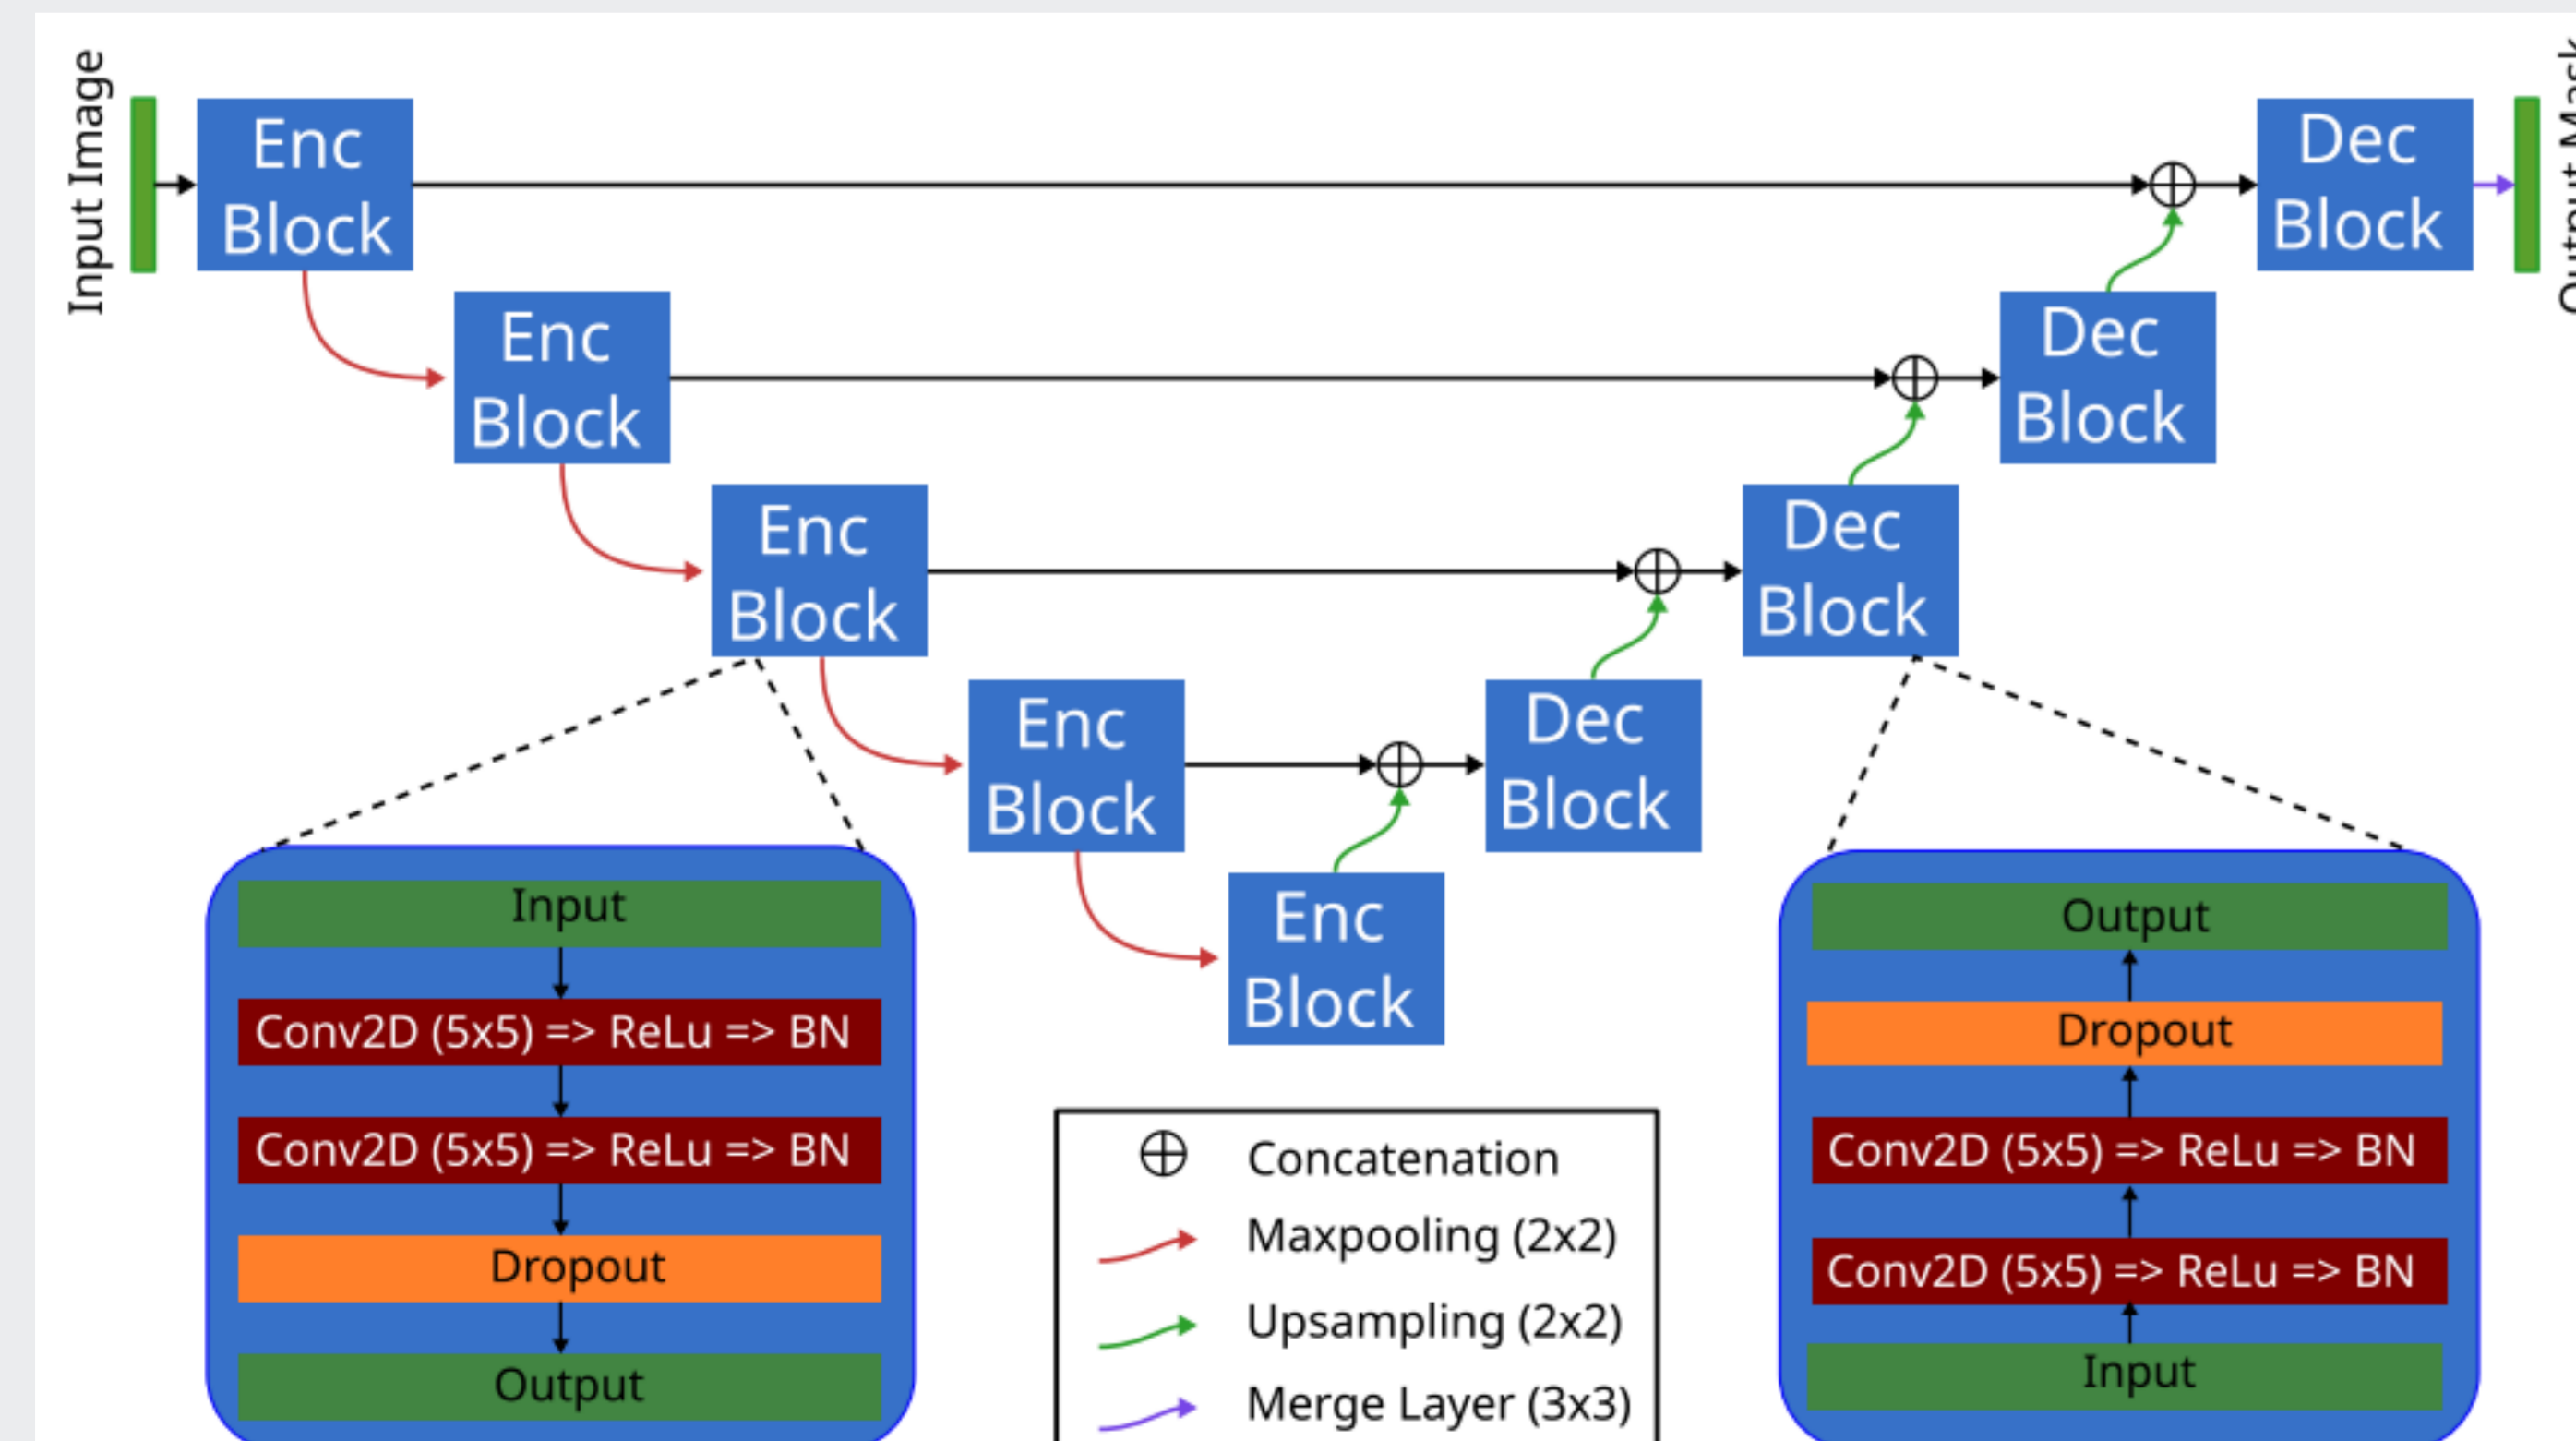 Input Image
Enc
Block
Dec
Block
Output Mask
Enc
Block
Dec
Block
Enc
Block
Dec
Block
Enc
Block
Dec
Block
Enc
Block
Input
Conv2D (5x5) => ReLu => BN
Conv2D (5x5) => ReLu => BN
Dropout
Output
Concatenation
Maxpooling (2x2)
Upsampling (2x2)
Merge Layer (3x3)
Output
Dropout
Conv2D (5x5) => ReLu => BN
Conv2D (5x5) => ReLu => BN
Input